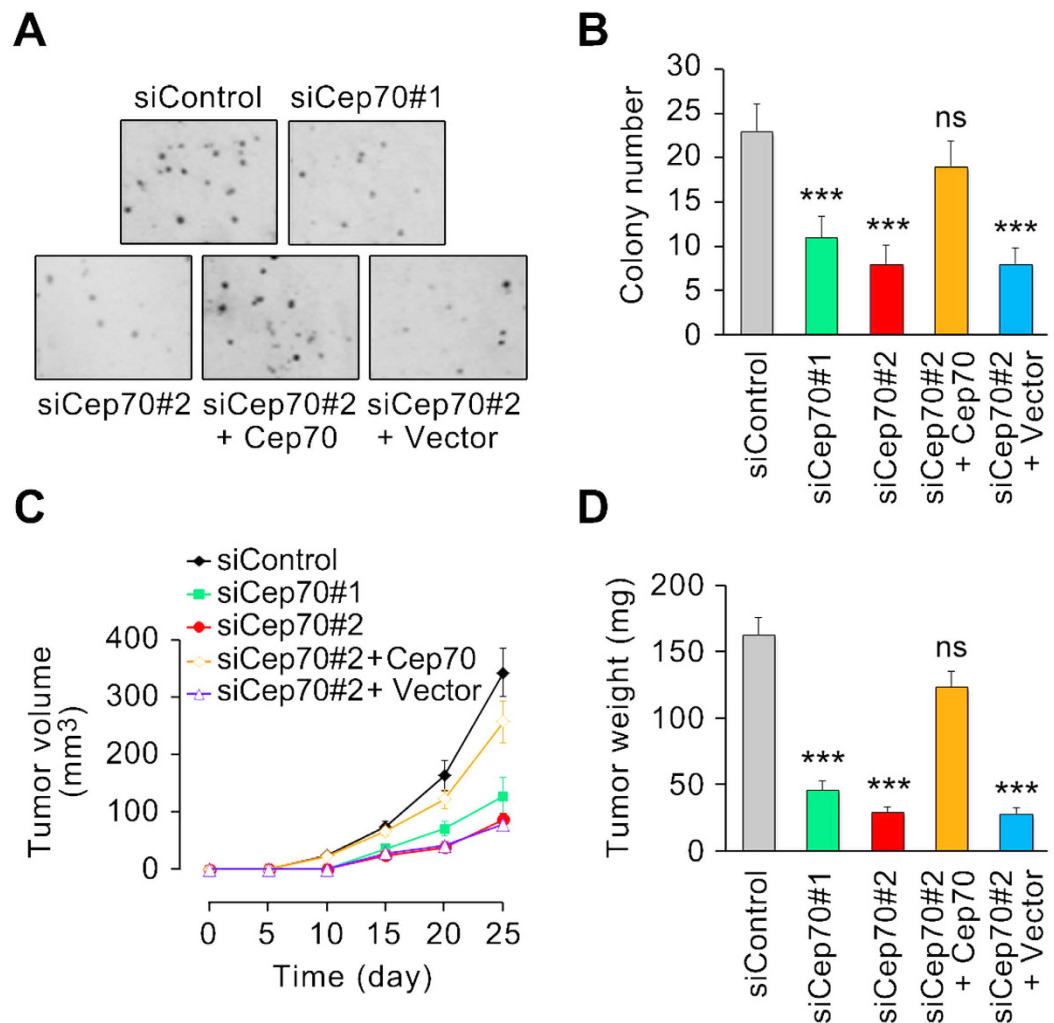 A
siControl
siCep70#1
siCep70#2
siCep70#2
+ Cep70
siCep70#2
+ Vector
B
Colony number
30
25
20
15
10
5
0
***
***
ns
***
siControl
siCep70#1
siCep70#2
siCep70#2
+ Cep70
siCep70#2
+ Vector
C
siControl
siCep70#1
siCep70#2
siCep70#2+Cep70
siCep70#2+ Vector
Tumor volume
(mm3)
400
300
200
100
0
0 5 10 15 20 25
Time (day)
D
Tumor weight (mg)
200
150
100
50
0
***
***
ns
***
siControl
siCep70#1
siCep70#2
siCep70#2
+ Cep70
siCep70#2
+ Vector